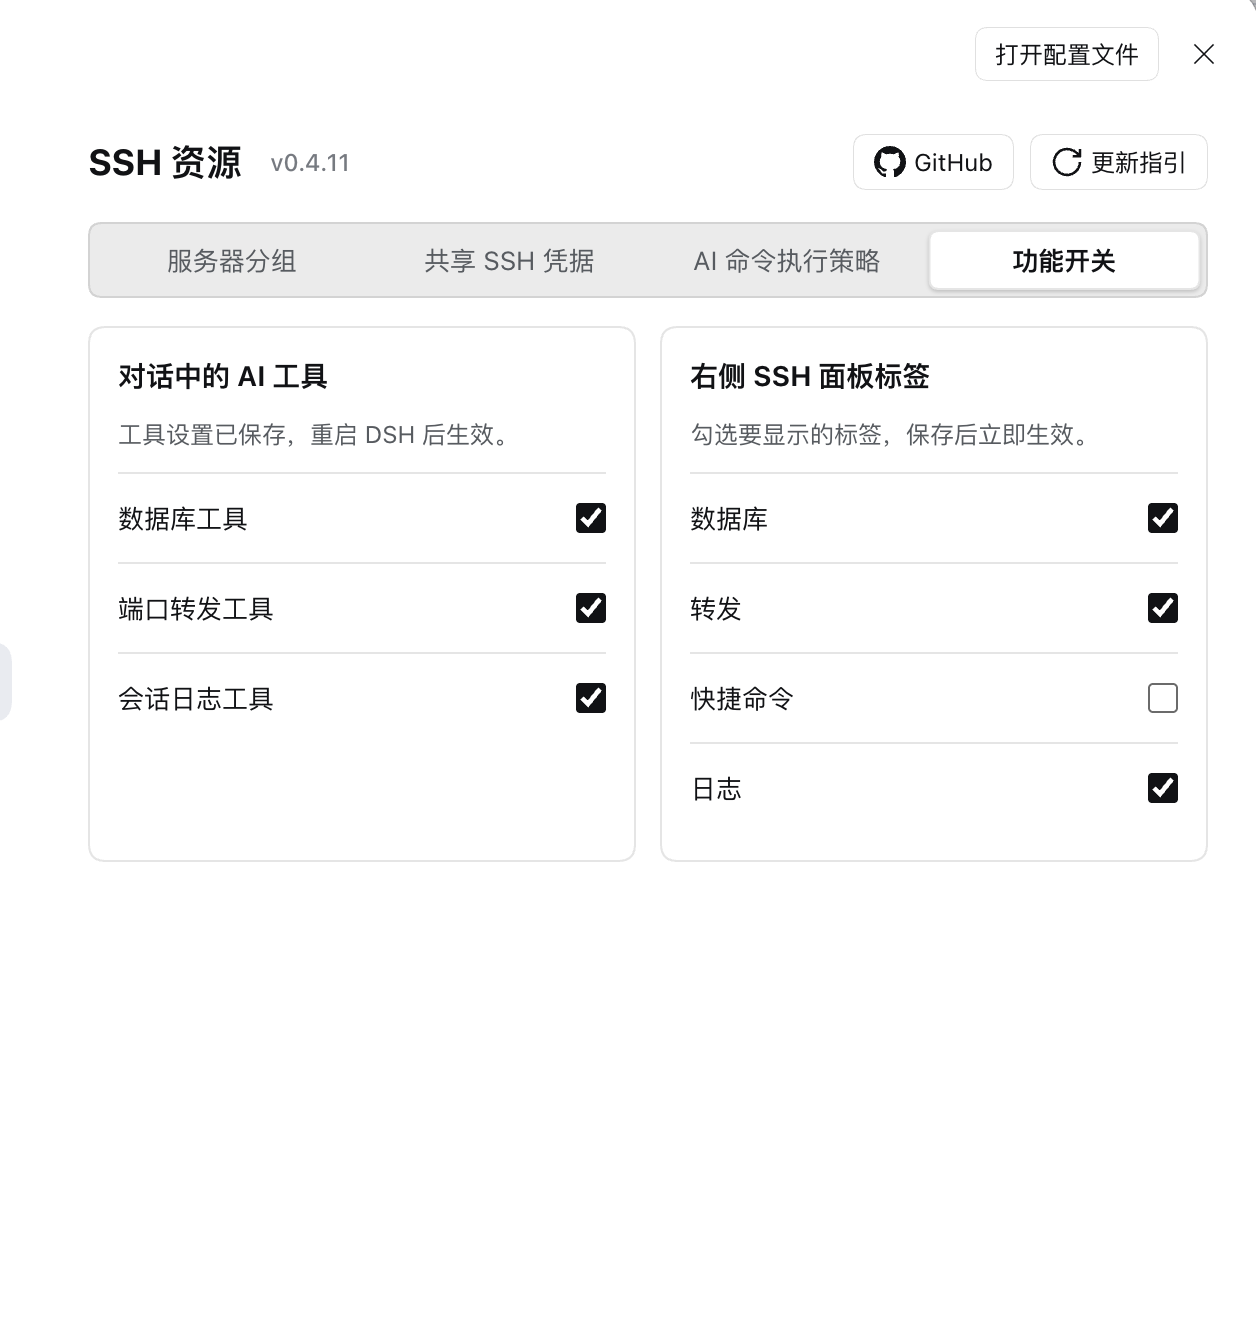 打开配置文件
SSH 资源 v0.4.11 GitHub 更新指引
服务器分组 共享 SSH 凭据 AI 命令执行策略 功能开关
对话中的 AI 工具
工具设置已保存，重启 DSH 后生效。
数据库工具
端口转发工具
会话日志工具
右侧 SSH 面板标签
勾选要显示的标签，保存后立即生效。
数据库
转发
快捷命令
日志